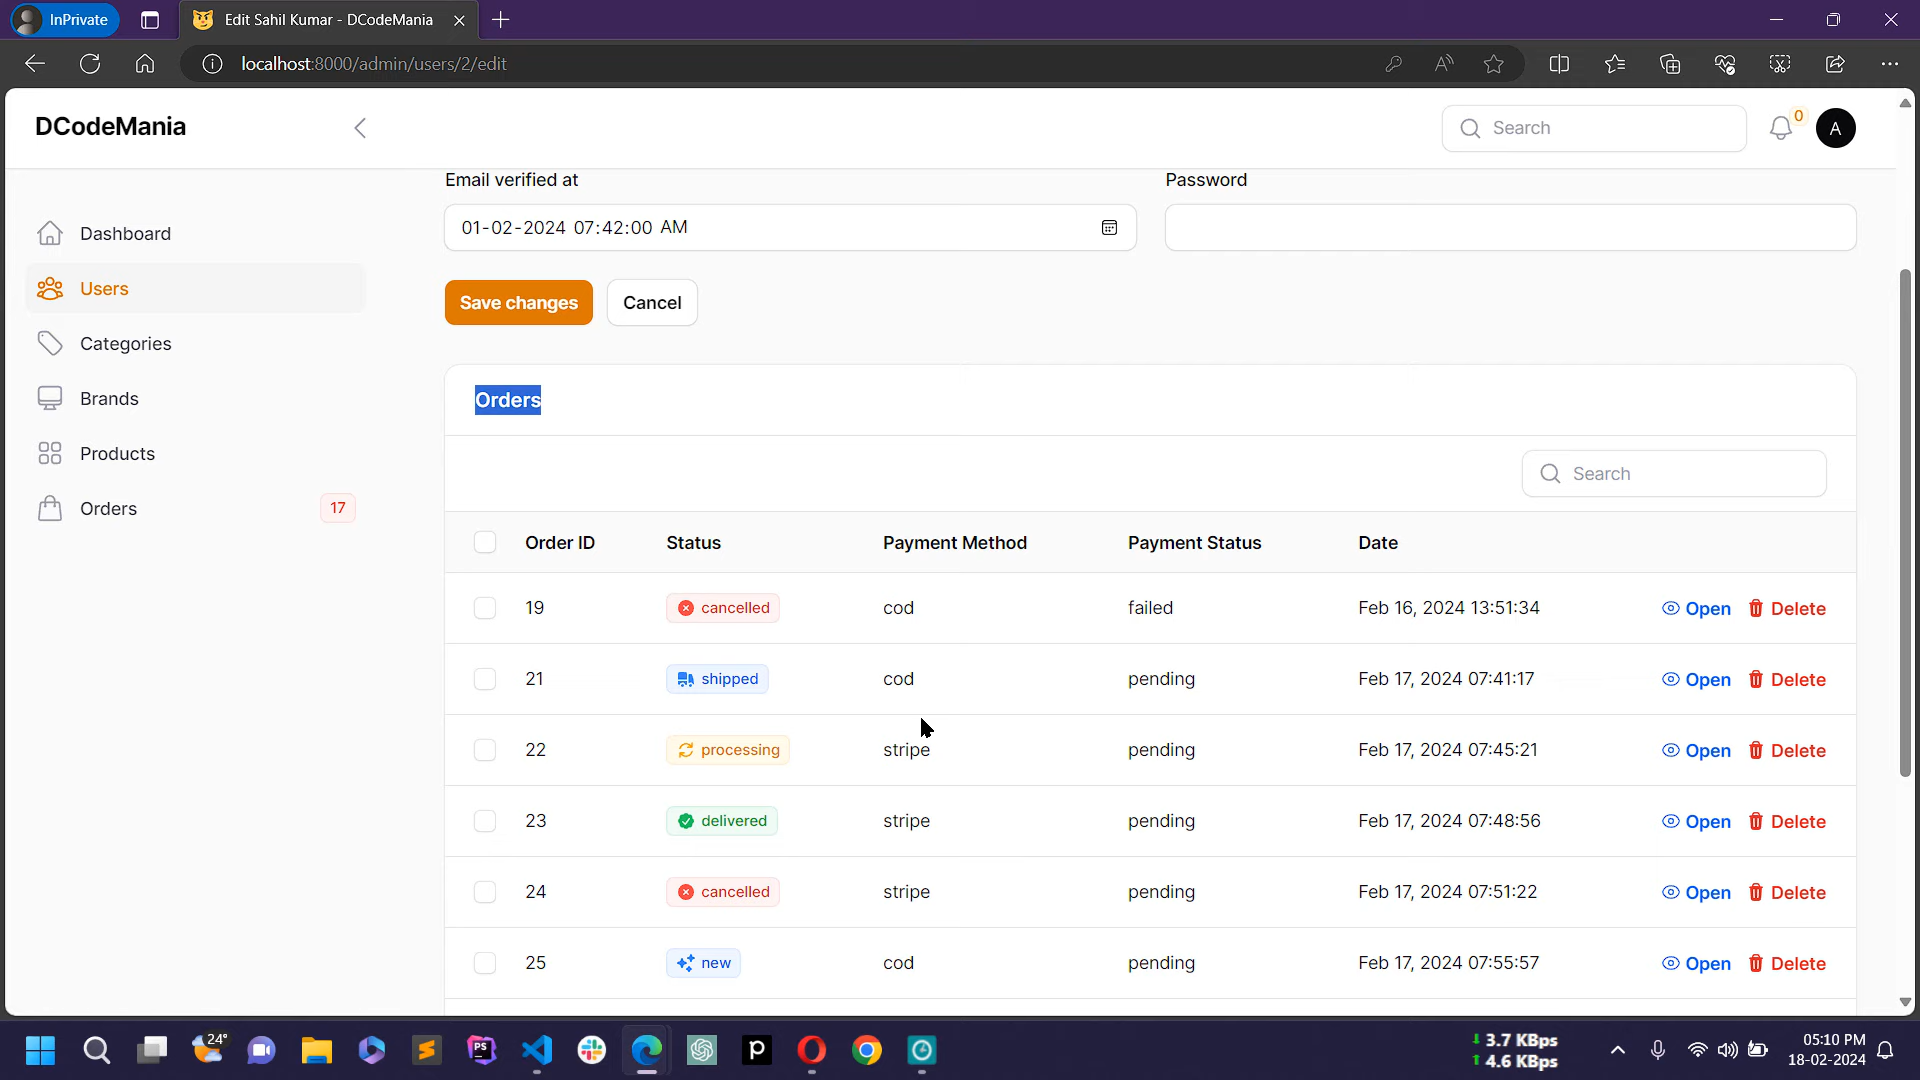 InPrivate
Edit Sahil Kumar - DCodeMania
localhost:8000/admin/users/2/edit
DCodeMania
Search
0
A
Dashboard
Users
Categories
Brands
Products
Orders 17
Email verified at Password
01-02-2024 07:42:00 AM
Save changes Cancel
Orders
Search
Order ID Status Payment Method Payment Status Date
19 cancelled cod failed Feb 16, 2024 13:51:34 Open Delete
21 shipped cod pending Feb 17, 2024 07:41:17 Open Delete
22 processing stripe pending Feb 17, 2024 07:45:21 Open Delete
23 delivered stripe pending Feb 17, 2024 07:48:56 Open Delete
24 cancelled stripe pending Feb 17, 2024 07:51:22 Open Delete
25 new cod pending Feb 17, 2024 07:55:57 Open Delete
24°
PS
P
3.7 KBps
4.6 KBps
05:10 PM
18-02-2024